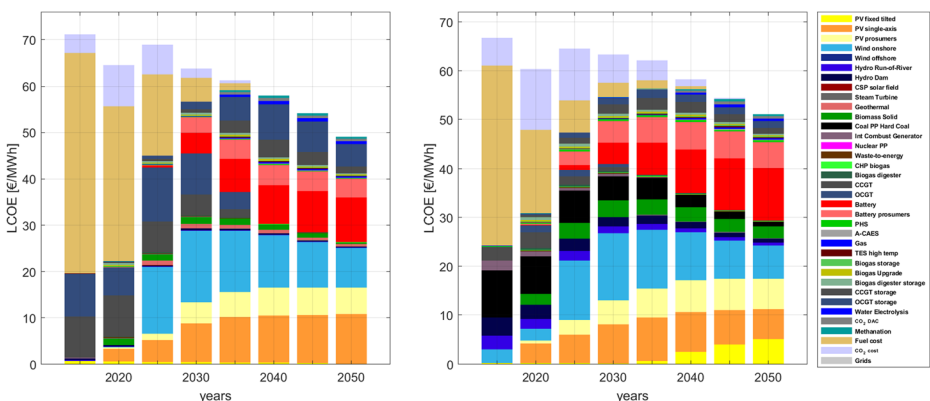 70
60
50
40
30
20
10
0
LCOE [€/MWh]
2020
2030
2040
2050
years
70
60
50
40
30
20
10
0
LCOE [€/MWh]
2020
2030
2040
2050
years
PV fixed tilted
PV single-axis
PV prosumers
Wind onshore
Wind offshore
Hydro Run-of-River
Hydro Dam
CSP solar field
Steam Turbine
Geothermal
Biomass Solid
Coal PP Hard Coal
Int Combust Generator
Nuclear PP
Waste-to-energy
CHP biogas
Biogas digester
CCGT
OCGT
Battery
Battery prosumers
PHS
A-CAES
Gas
TES high temp
Biogas storage
Biogas Upgrade
Biogas digester storage
CCGT storage
OCGT storage
Water Electrolysis
CO₂ DAC
Methanation
Fuel cost
CO₂ cost
Grids